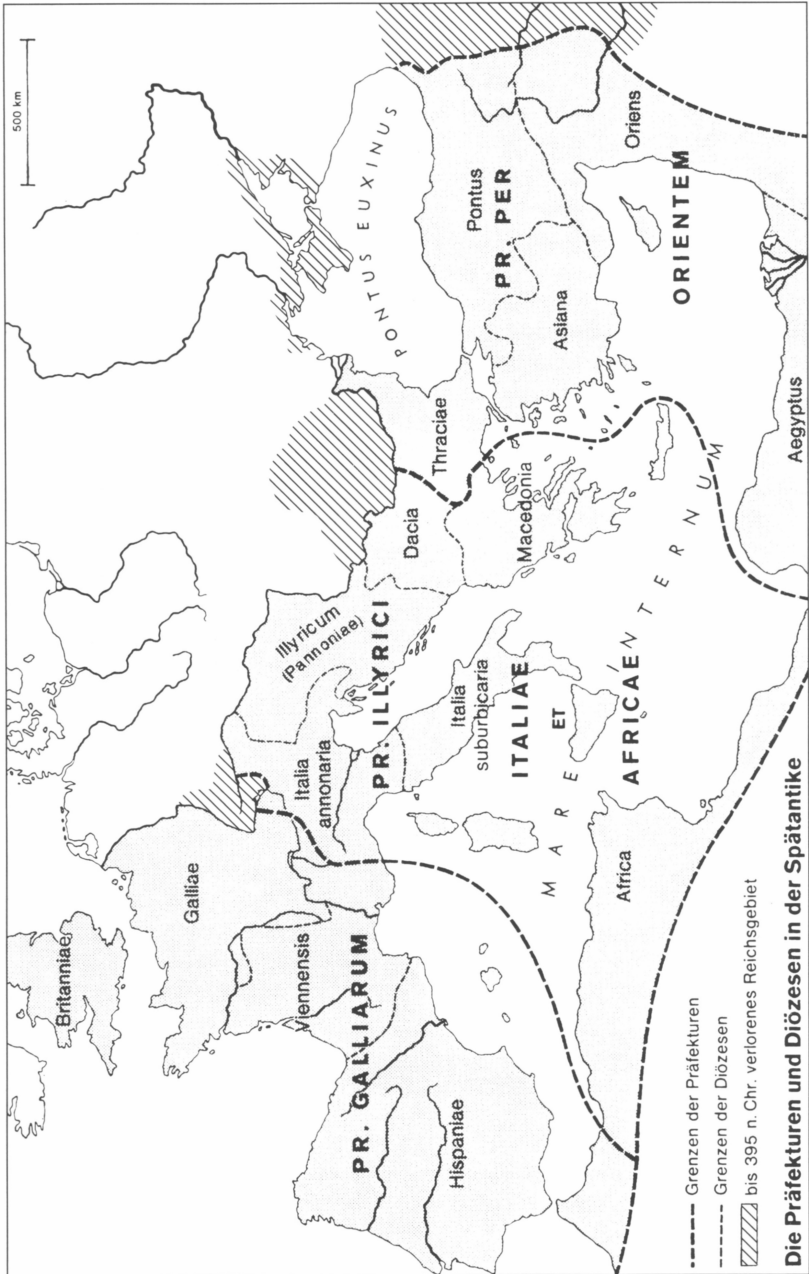 500 km
PONTUS EUXINUS
Britanniae
Galliae
Viennensis
PR. GALLIARUM
Hispaniae
Italia
annonaria
Illyricum
(Pannoniae)
PR. ILLYRICI
Italia
suburbicaria
ITALIAE
ET
AFRICAE
Africa
MARE INTERNUM
Dacia
Macedonia
Thraciae
Pontus
PR. PER
Asiana
ORIENTEM
Oriens
Aegyptus
Grenzen der Präfekturen
Grenzen der Diözesen
bis 395 n. Chr. verlorenes Reichsgebiet
Die Präfekturen und Diözesen in der Spätantike